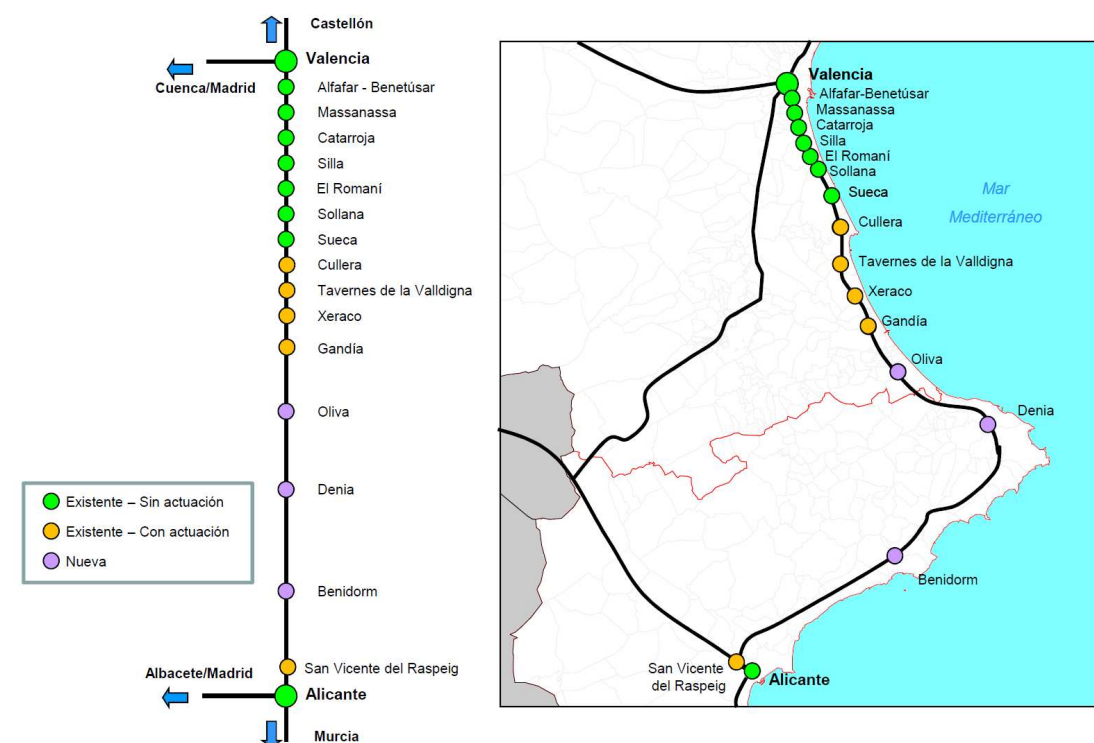 Castellón
Valencia
Cuenca/Madrid
Alfafar - Benetúsar
Massanassa
Catarroja
Silla
El Romaní
Sollana
Sueca
Cullera
Tavernes de la Valldigna
Xeraco
Gandía
Oliva
Denia
Benidorm
San Vicente del Raspeig
Albacete/Madrid
Alicante
Murcia
Existente – Sin actuación
Existente – Con actuación
Nueva
Valencia
Alfafar-Benetúsar
Massanassa
Catarroja
Silla
El Romaní
Sollana
Sueca
Mar
Mediterráneo
Cullera
Tavernes de la Valldigna
Xeraco
Gandía
Oliva
Denia
Benidorm
San Vicente
del Raspeig
Alicante